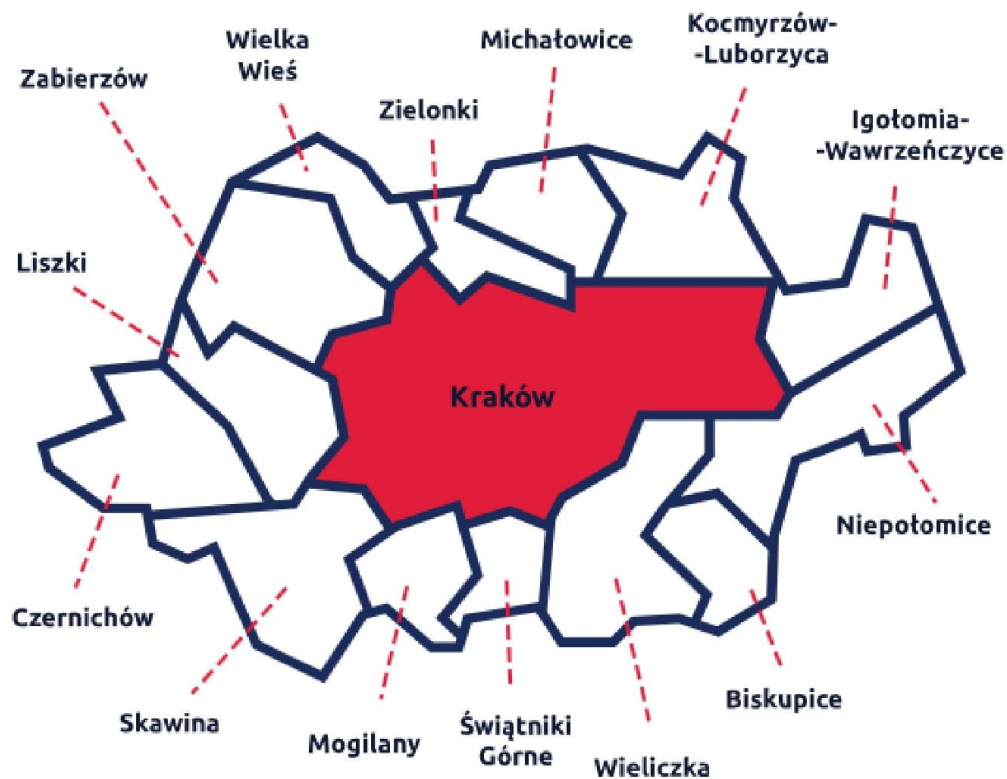 Wielka
Wieś
Michałowice
Kocmyrzów-
-Luborzyca
Zabierzów
Zielonki
Igołomia-
-Wawrzeńczyce
Liszki
Kraków
Niepołomice
Czernichów
Skawina
Mogilany
Świątniki
Górne
Wieliczka
Biskupice